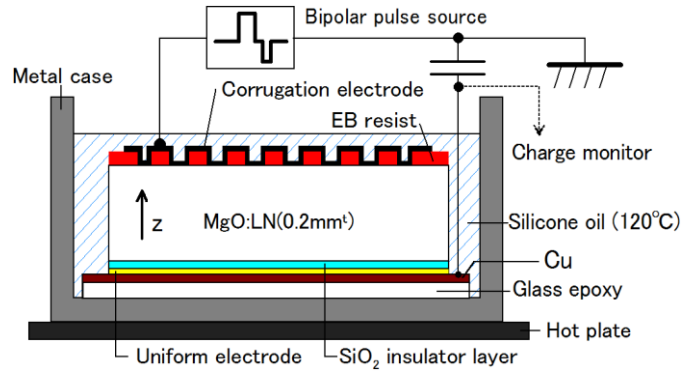 Bipolar pulse source
Metal case
Corrugation electrode
EB resist
Charge monitor
z
MgO:LN(0.2mmᵗ)
Silicone oil (120°C)
Cu
Glass epoxy
Hot plate
Uniform electrode
SiO₂ insulator layer